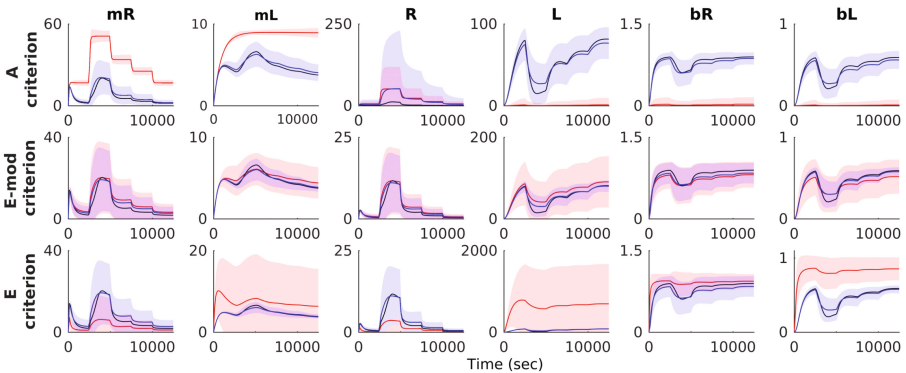 mR mL R L bR bL
A criterion
60 10 250 100 1.5 1
0 0 0 0 0 0
0 10000 0 10000 0 10000 0 10000 0 10000 0 10000
E-mod criterion
40 10 25 200 1.5 1
0 0 0 0 0 0
0 10000 0 10000 0 10000 0 10000 0 10000 0 10000
E criterion
40 20 25 2000 1.5 1
0 0 0 0 0 0
0 10000 0 10000 0 10000 0 10000 0 10000 0 10000
Time (sec)